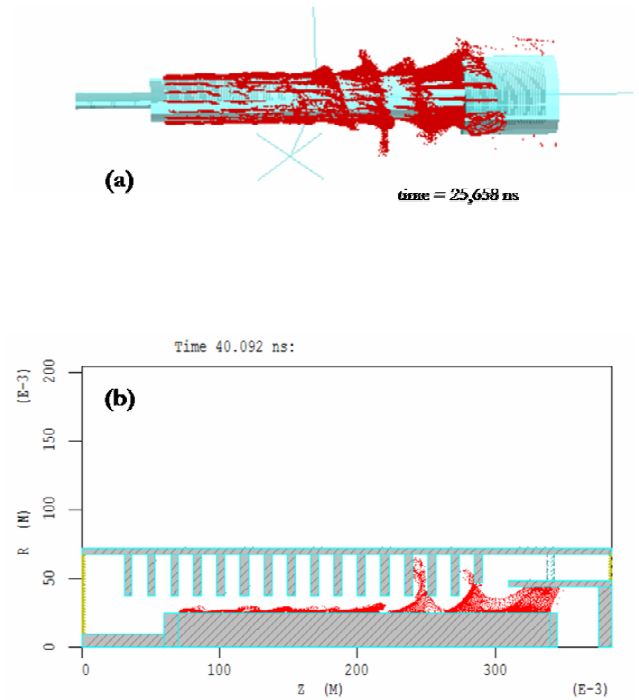 (a)
time = 25,658 ns
Time 40.092 ns:
(b)
200
150
100
50
0
R (M) (E-3)
0 100 200 300
Z (M) (E-3)